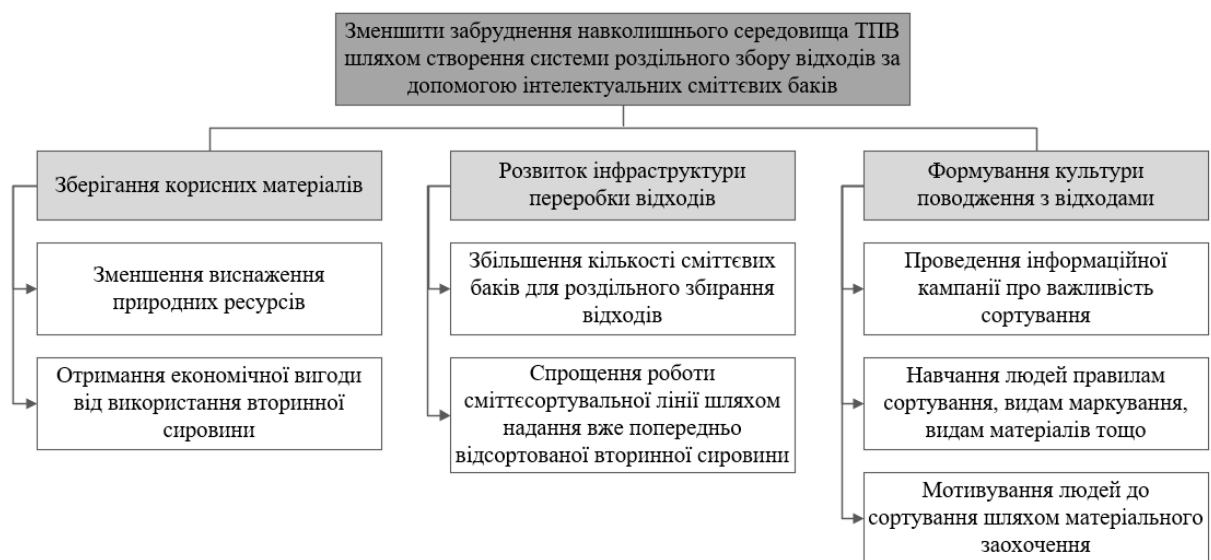 Зменшити забруднення навколишнього середовища ТПВ
шляхом створення системи роздільного збору відходів за
допомогою інтелектуальних сміттєвих баків
Зберігання корисних матеріалів
Зменшення виснаження
природних ресурсів
Отримання економічної вигоди
від використання вторинної
сировини
Розвиток інфраструктури
переробки відходів
Збільшення кількості сміттєвих
баків для роздільного збирання
відходів
Спрощення роботи
сміттєсортувальної лінії шляхом
надання вже попередньо
відсортованої вторинної сировини
Формування культури
поводження з відходами
Проведення інформаційної
кампанії про важливість
сортування
Навчання людей правилам
сортування, видам маркування,
видам матеріалів тощо
Мотивування людей до
сортування шляхом матеріального
заохочення